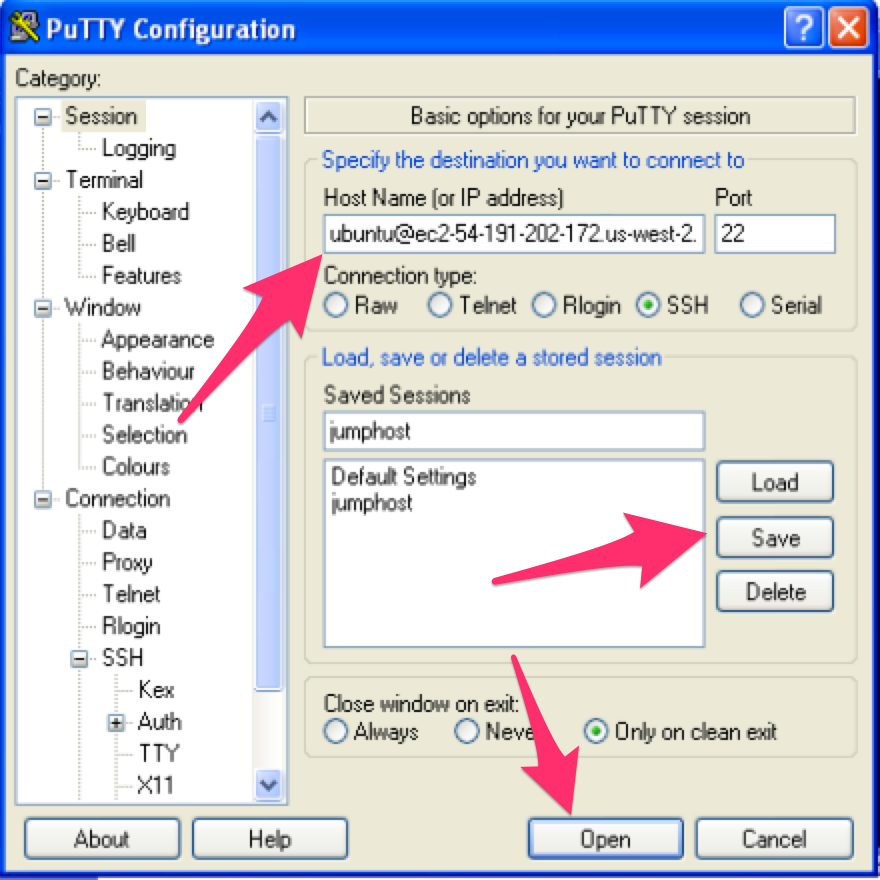 PuTTY Configuration
Category:
Session
Logging
Terminal
Keyboard
Bell
Features
Window
Appearance
Behaviour
Translation
Selection
Colours
Connection
Data
Proxy
Telnet
Rlogin
SSH
Kex
Auth
TTY
X11
Basic options for your PuTTY session
Specify the destination you want to connect to
Host Name (or IP address) Port
ubuntu@ec2-54-191-202-172.us-west-2. 22
Connection type:
Raw Telnet Rlogin SSH Serial
Load, save or delete a stored session
Saved Sessions
jumphost
Default Settings
jumphost
Load
Save
Delete
Close window on exit:
Always Never Only on clean exit
About Help Open Cancel